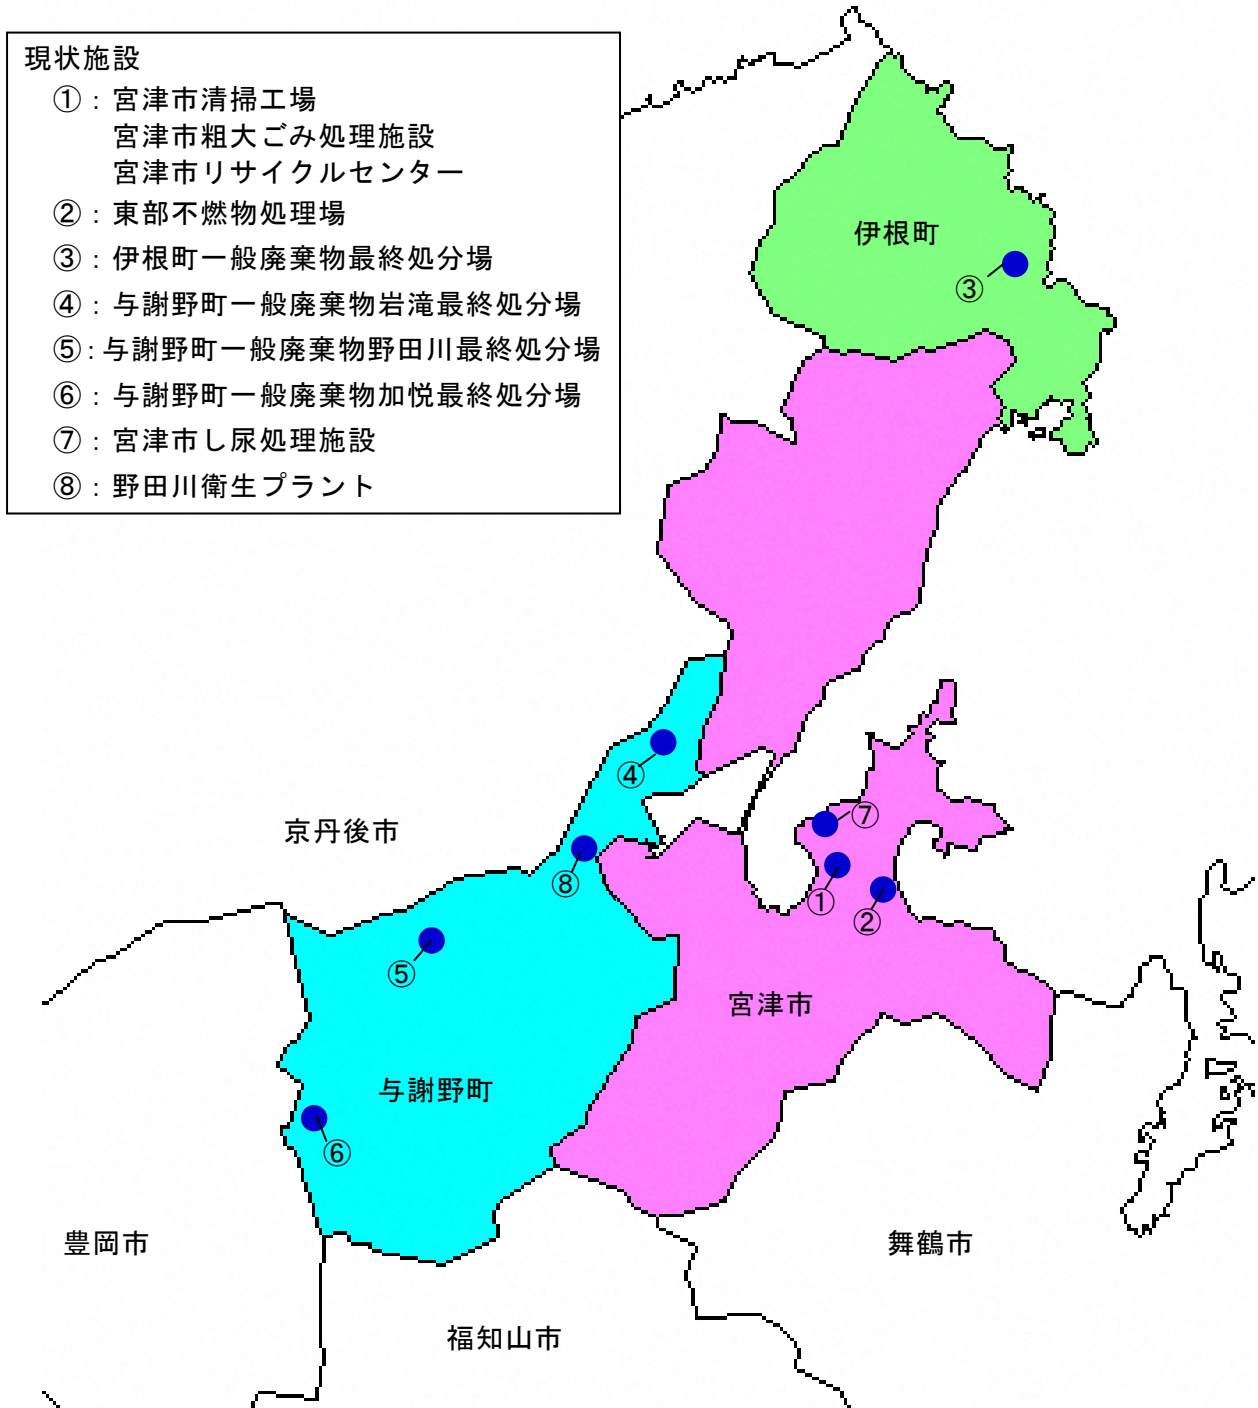 現状施設
①：宮津市清掃工場
宮津市粗大ごみ処理施設
宮津市リサイクルセンター
②：東部不燃物処理場
③：伊根町一般廃棄物最終処分場
④：与謝野町一般廃棄物岩滝最終処分場
⑤：与謝野町一般廃棄物野田川最終処分場
⑥：与謝野町一般廃棄物加悦最終処分場
⑦：宮津市し尿処理施設
⑧：野田川衛生プラント
伊根町
③
④
京丹後市
⑦
⑧
①
②
⑤
宮津市
与謝野町
⑥
豊岡市
舞鶴市
福知山市